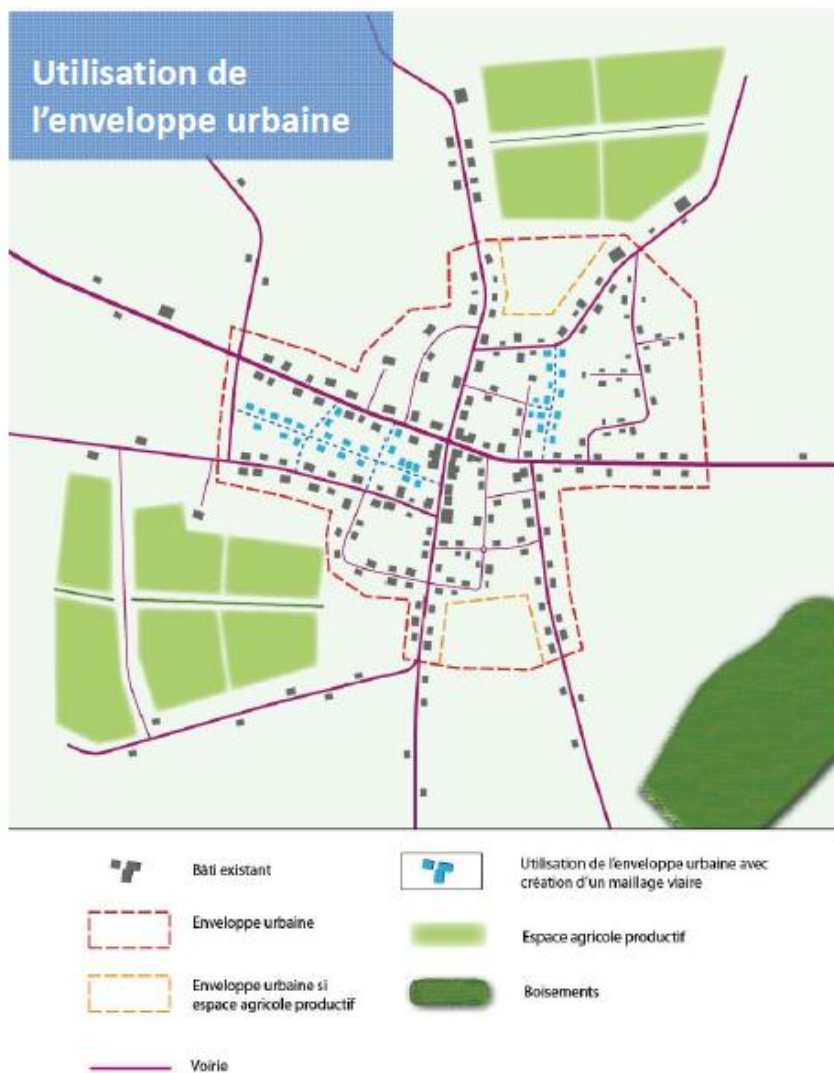 Utilisation de
l'enveloppe urbaine
Bâti existant
Enveloppe urbaine
Enveloppe urbaine si
espace agricole productif
Voirie
Utilisation de l'enveloppe urbaine avec
création d'un maillage viaire
Espace agricole productif
Boisements